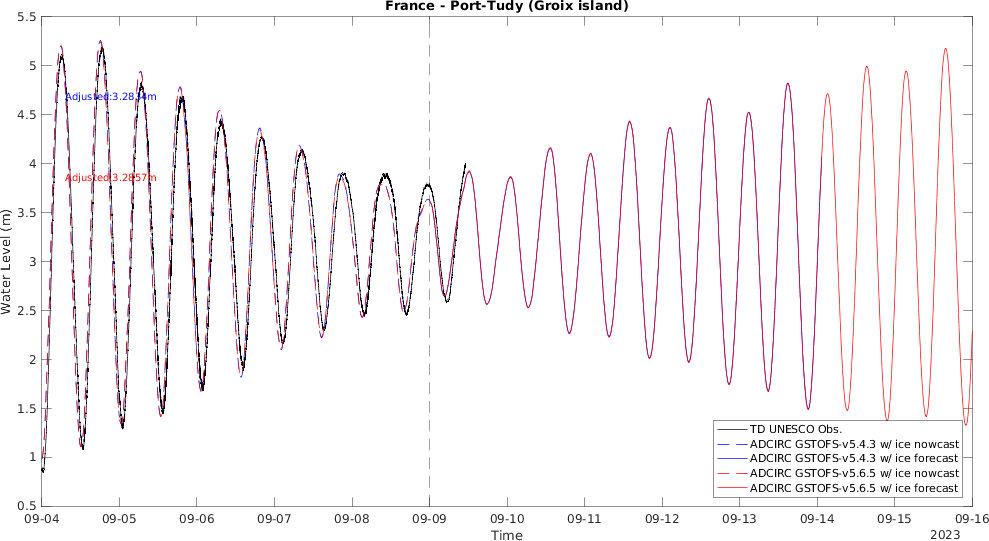 France - Port-Tudy (Groix island)
5.5
5
4.5
4
3.5
3
2.5
2
1.5
1
0.5
Water Level (m)
Adjusted:3.2834m
Adjusted:3.2857m
TD UNESCO Obs.
ADCIRC GSTOFS-v5.4.3 w/ ice nowcast
ADCIRC GSTOFS-v5.4.3 w/ ice forecast
ADCIRC GSTOFS-v5.6.5 w/ ice nowcast
ADCIRC GSTOFS-v5.6.5 w/ ice forecast
09-04 09-05 09-06 09-07 09-08 09-09 09-10 09-11 09-12 09-13 09-14 09-15 09-16
Time
2023